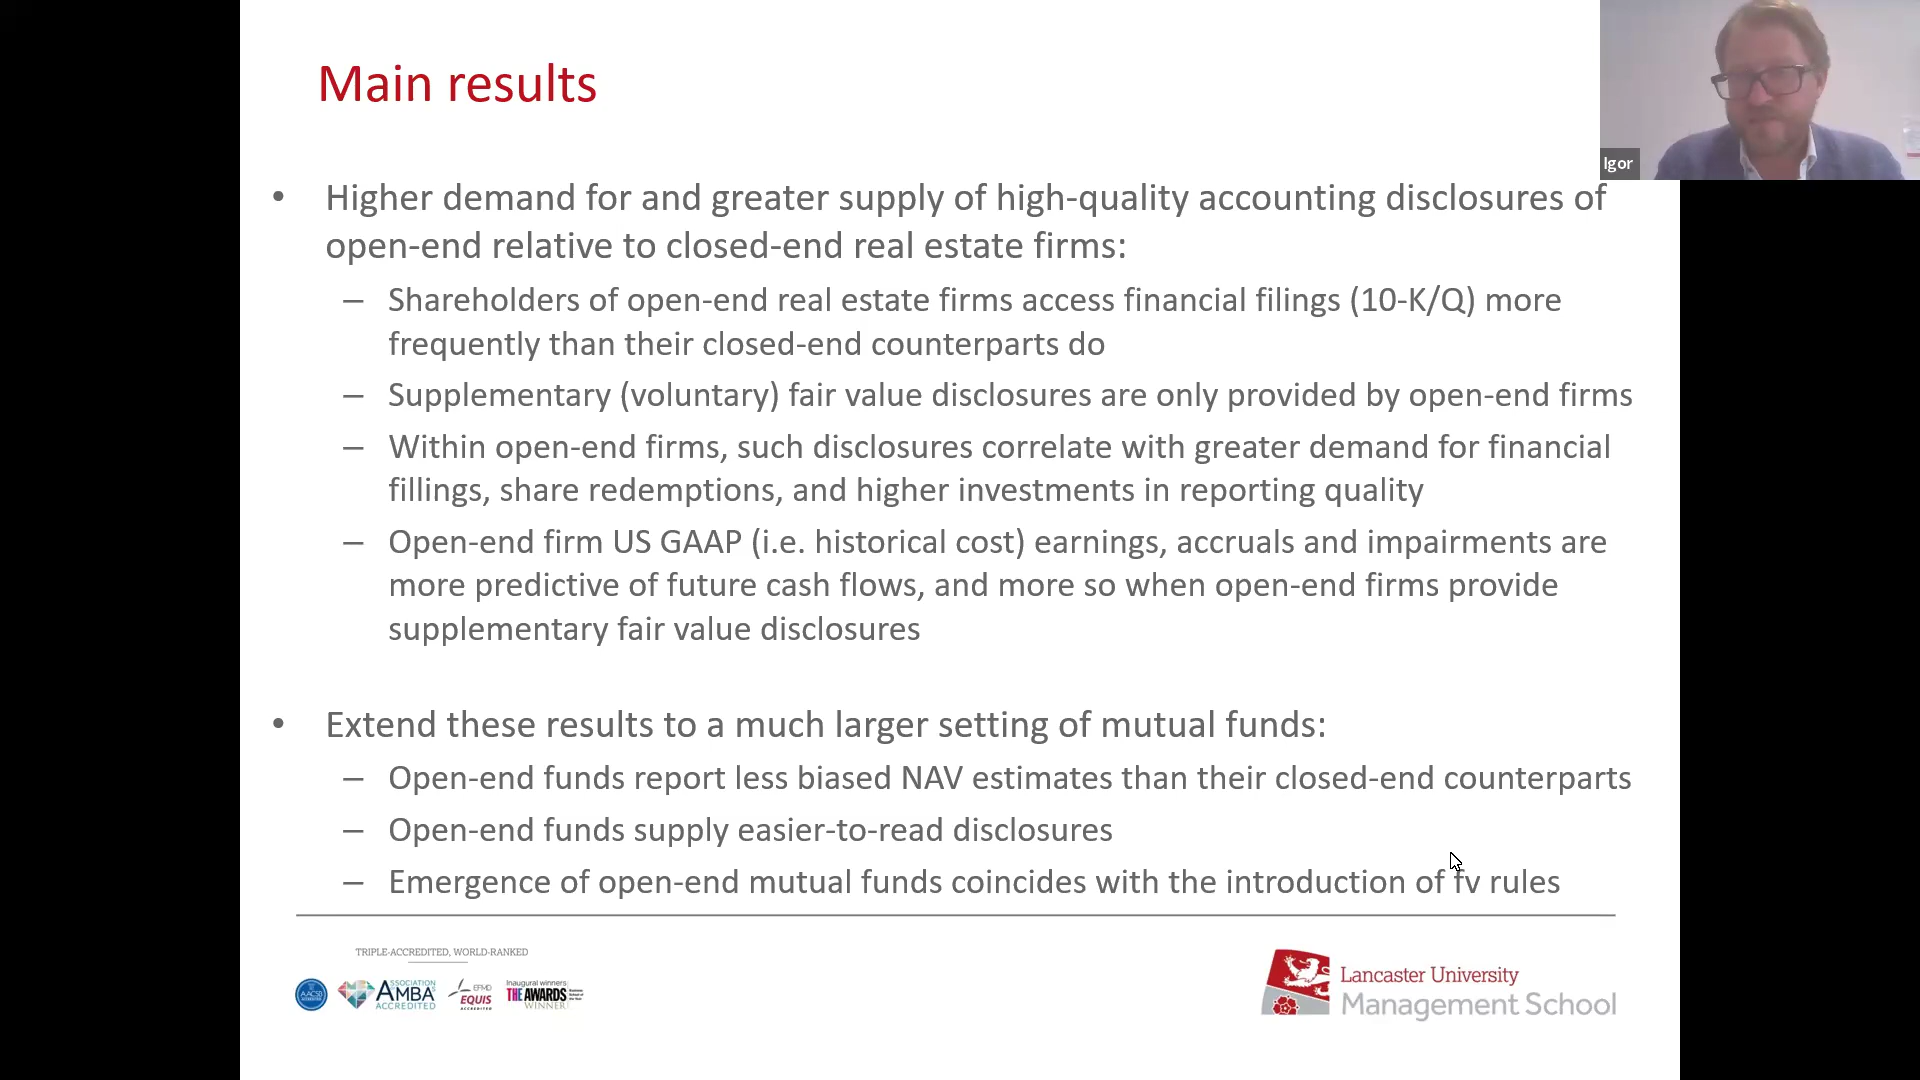 Main results
Igor
• Higher demand for and greater supply of high-quality accounting disclosures of
open-end relative to closed-end real estate firms:
– Shareholders of open-end real estate firms access financial filings (10-K/Q) more
frequently than their closed-end counterparts do
– Supplementary (voluntary) fair value disclosures are only provided by open-end firms
– Within open-end firms, such disclosures correlate with greater demand for financial
fillings, share redemptions, and higher investments in reporting quality
– Open-end firm US GAAP (i.e. historical cost) earnings, accruals and impairments are
more predictive of future cash flows, and more so when open-end firms provide
supplementary fair value disclosures
• Extend these results to a much larger setting of mutual funds:
– Open-end funds report less biased NAV estimates than their closed-end counterparts
– Open-end funds supply easier-to-read disclosures
– Emergence of open-end mutual funds coincides with the introduction of fv rules
TRIPLE-ACCREDITED, WORLD-RANKED
AACSB
ASSOCIATION
AMBA
ACCREDITED
EFMD
EQUIS
ACCREDITED
Inaugural winners
THE AWARDS
WINNER
Lancaster University
Management School